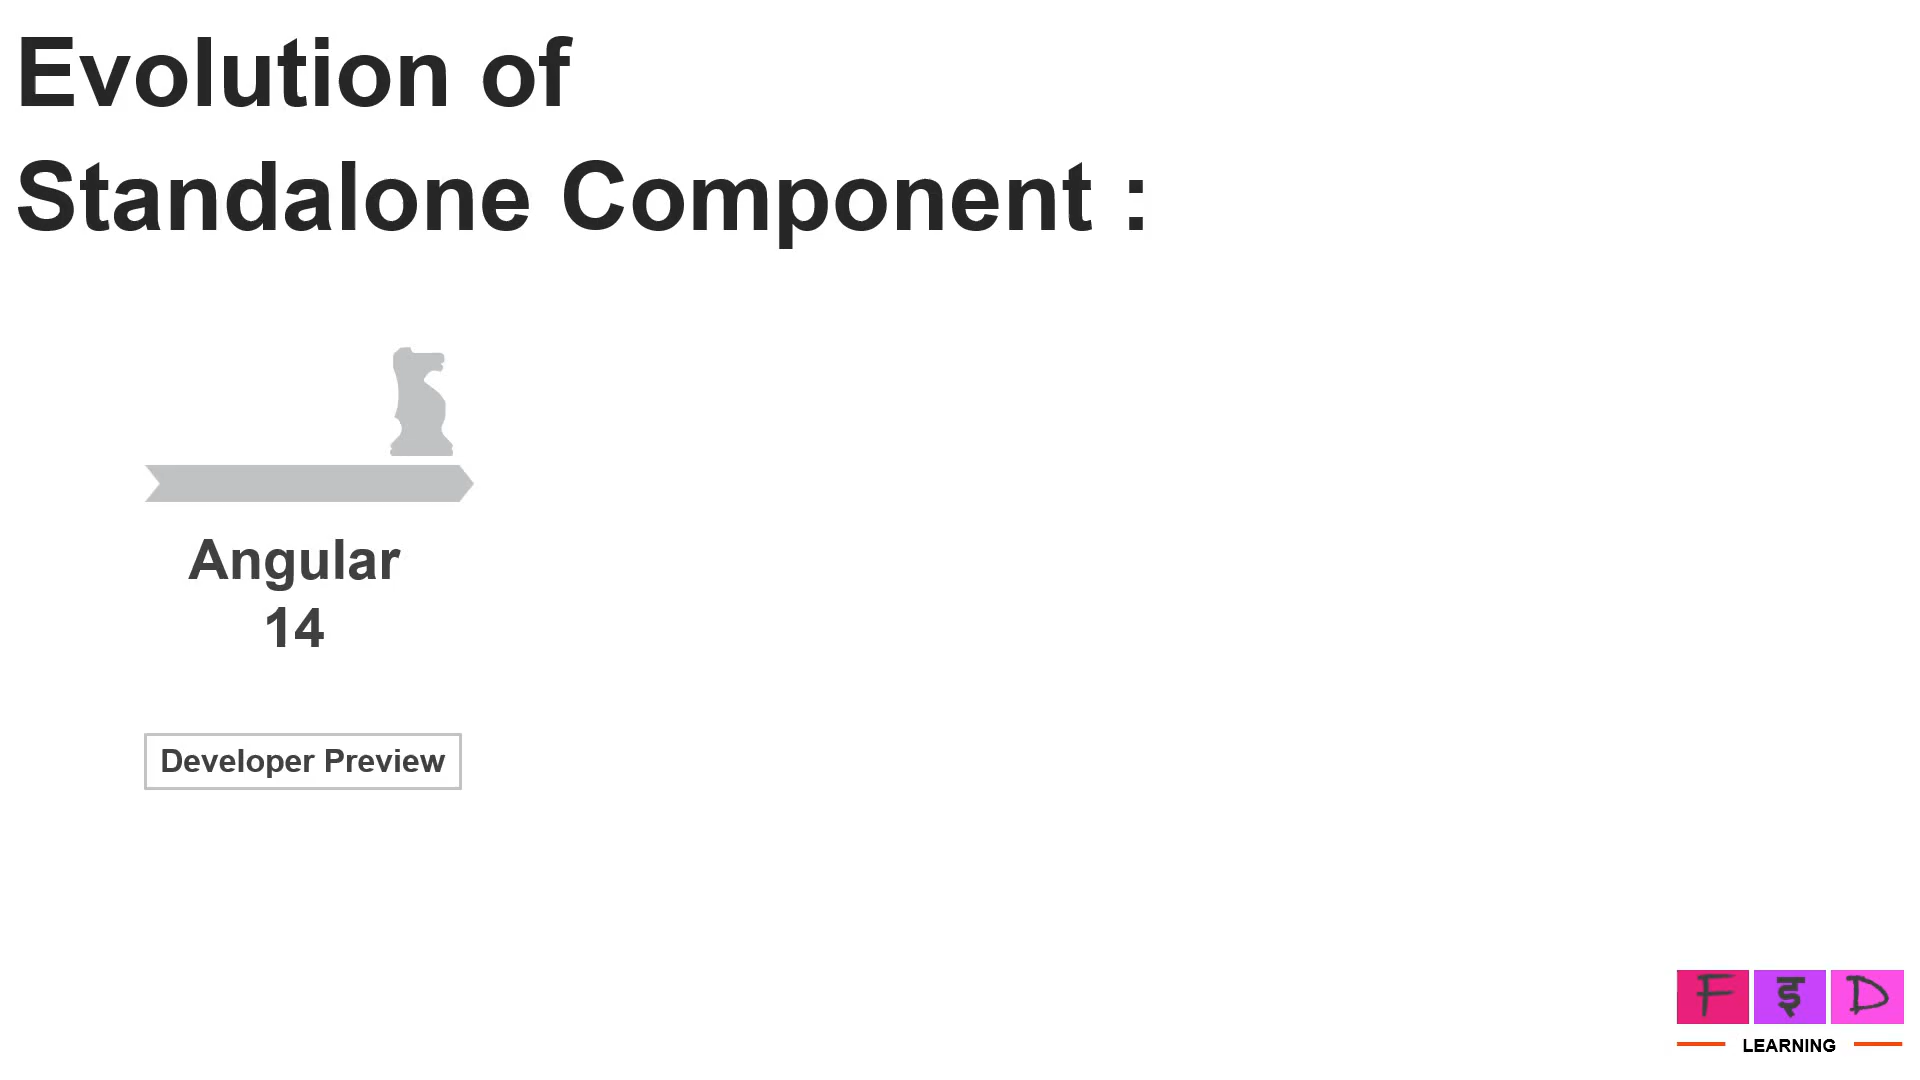 Evolution of
Standalone Component :
Angular
14
Developer Preview
F इ D
LEARNING